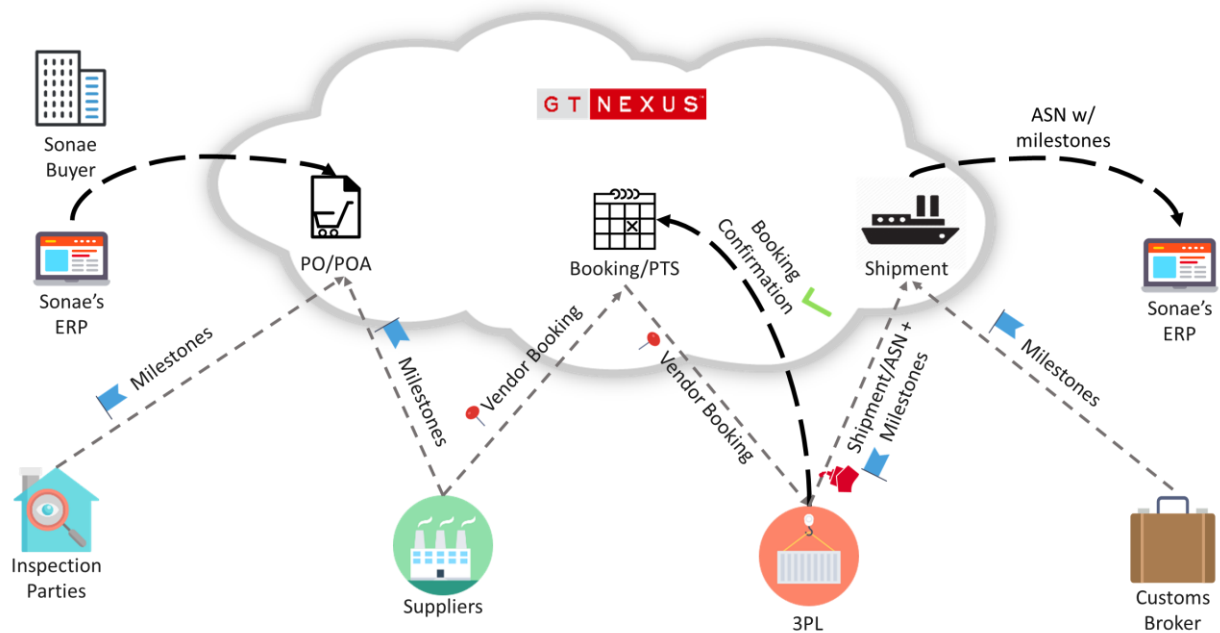 GT NEXUS
Sonae
Buyer
ASN w/
milestones
PO/POA
Booking/PTS
Booking
Confirmation
Shipment
Sonae's
ERP
Sonae's
ERP
Milestones
Milestones
Vendor Booking
Vendor Booking
Shipment/ASN +
Milestones
Milestones
Inspection
Parties
Suppliers
3PL
Customs
Broker